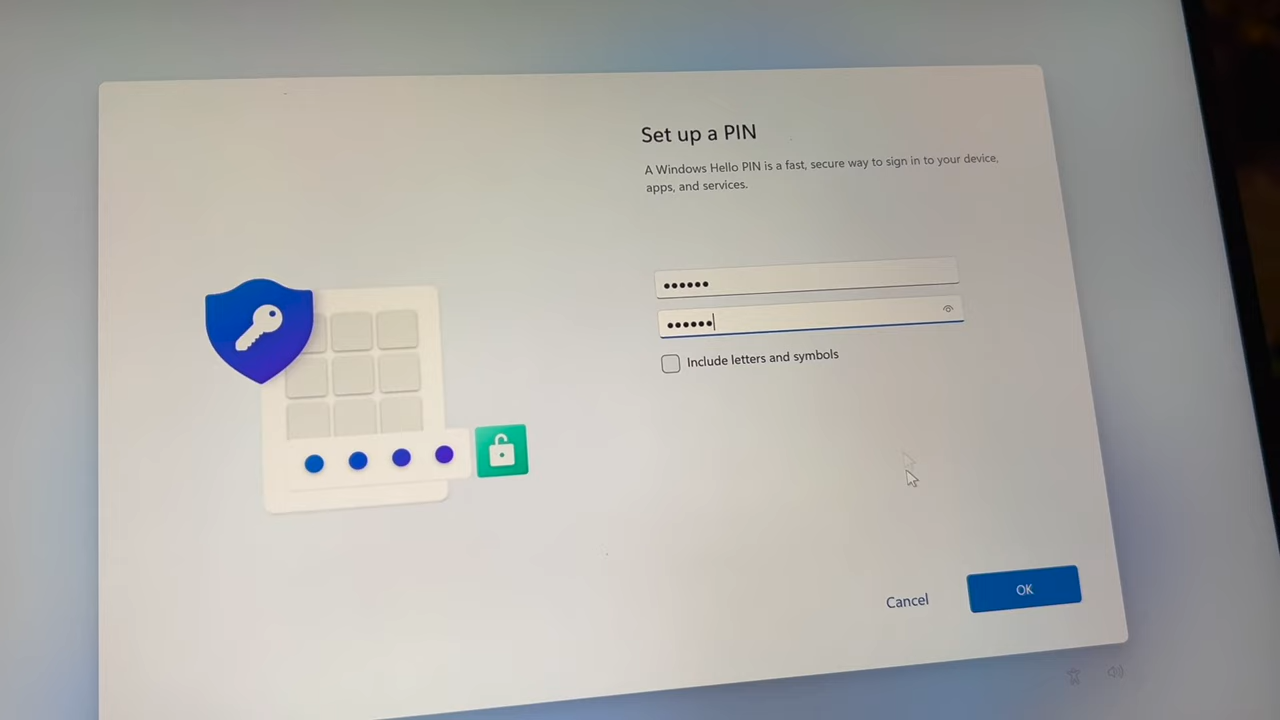 Set up a PIN
A Windows Hello PIN is a fast, secure way to sign in to your device,
apps, and services.
••••••
••••••
Include letters and symbols
Cancel
OK